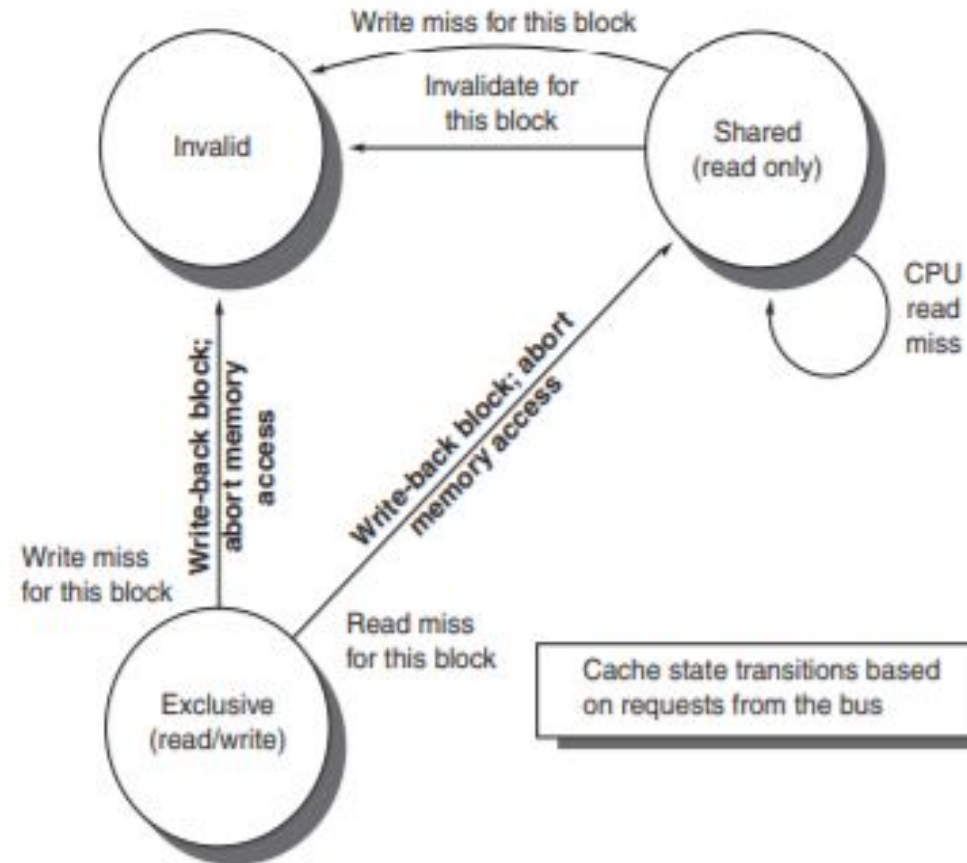 Write miss for this block
Invalidate for
this block
Invalid
Shared
(read only)
CPU
read
miss
Write-back block;
abort memory
access
Write-back block; abort
memory access
Write miss
for this block
Read miss
for this block
Exclusive
(read/write)
Cache state transitions based
on requests from the bus